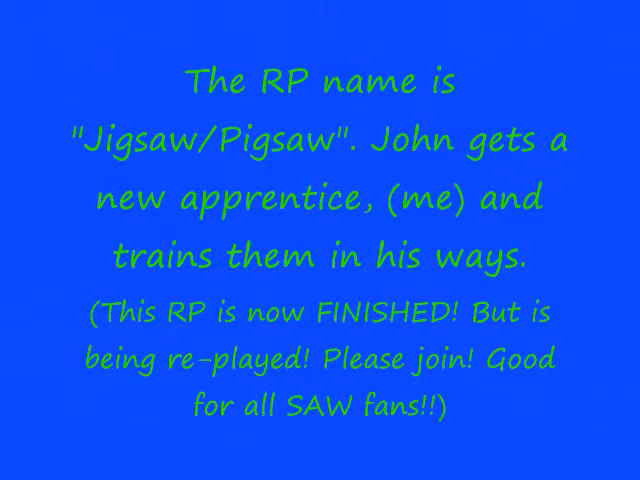 The RP name is
"Jigsaw/Pigsaw". John gets a
new apprentice, (me) and
trains them in his ways.
(This RP is now FINISHED! But is
being re-played! Please join! Good
for all SAW fans!!)